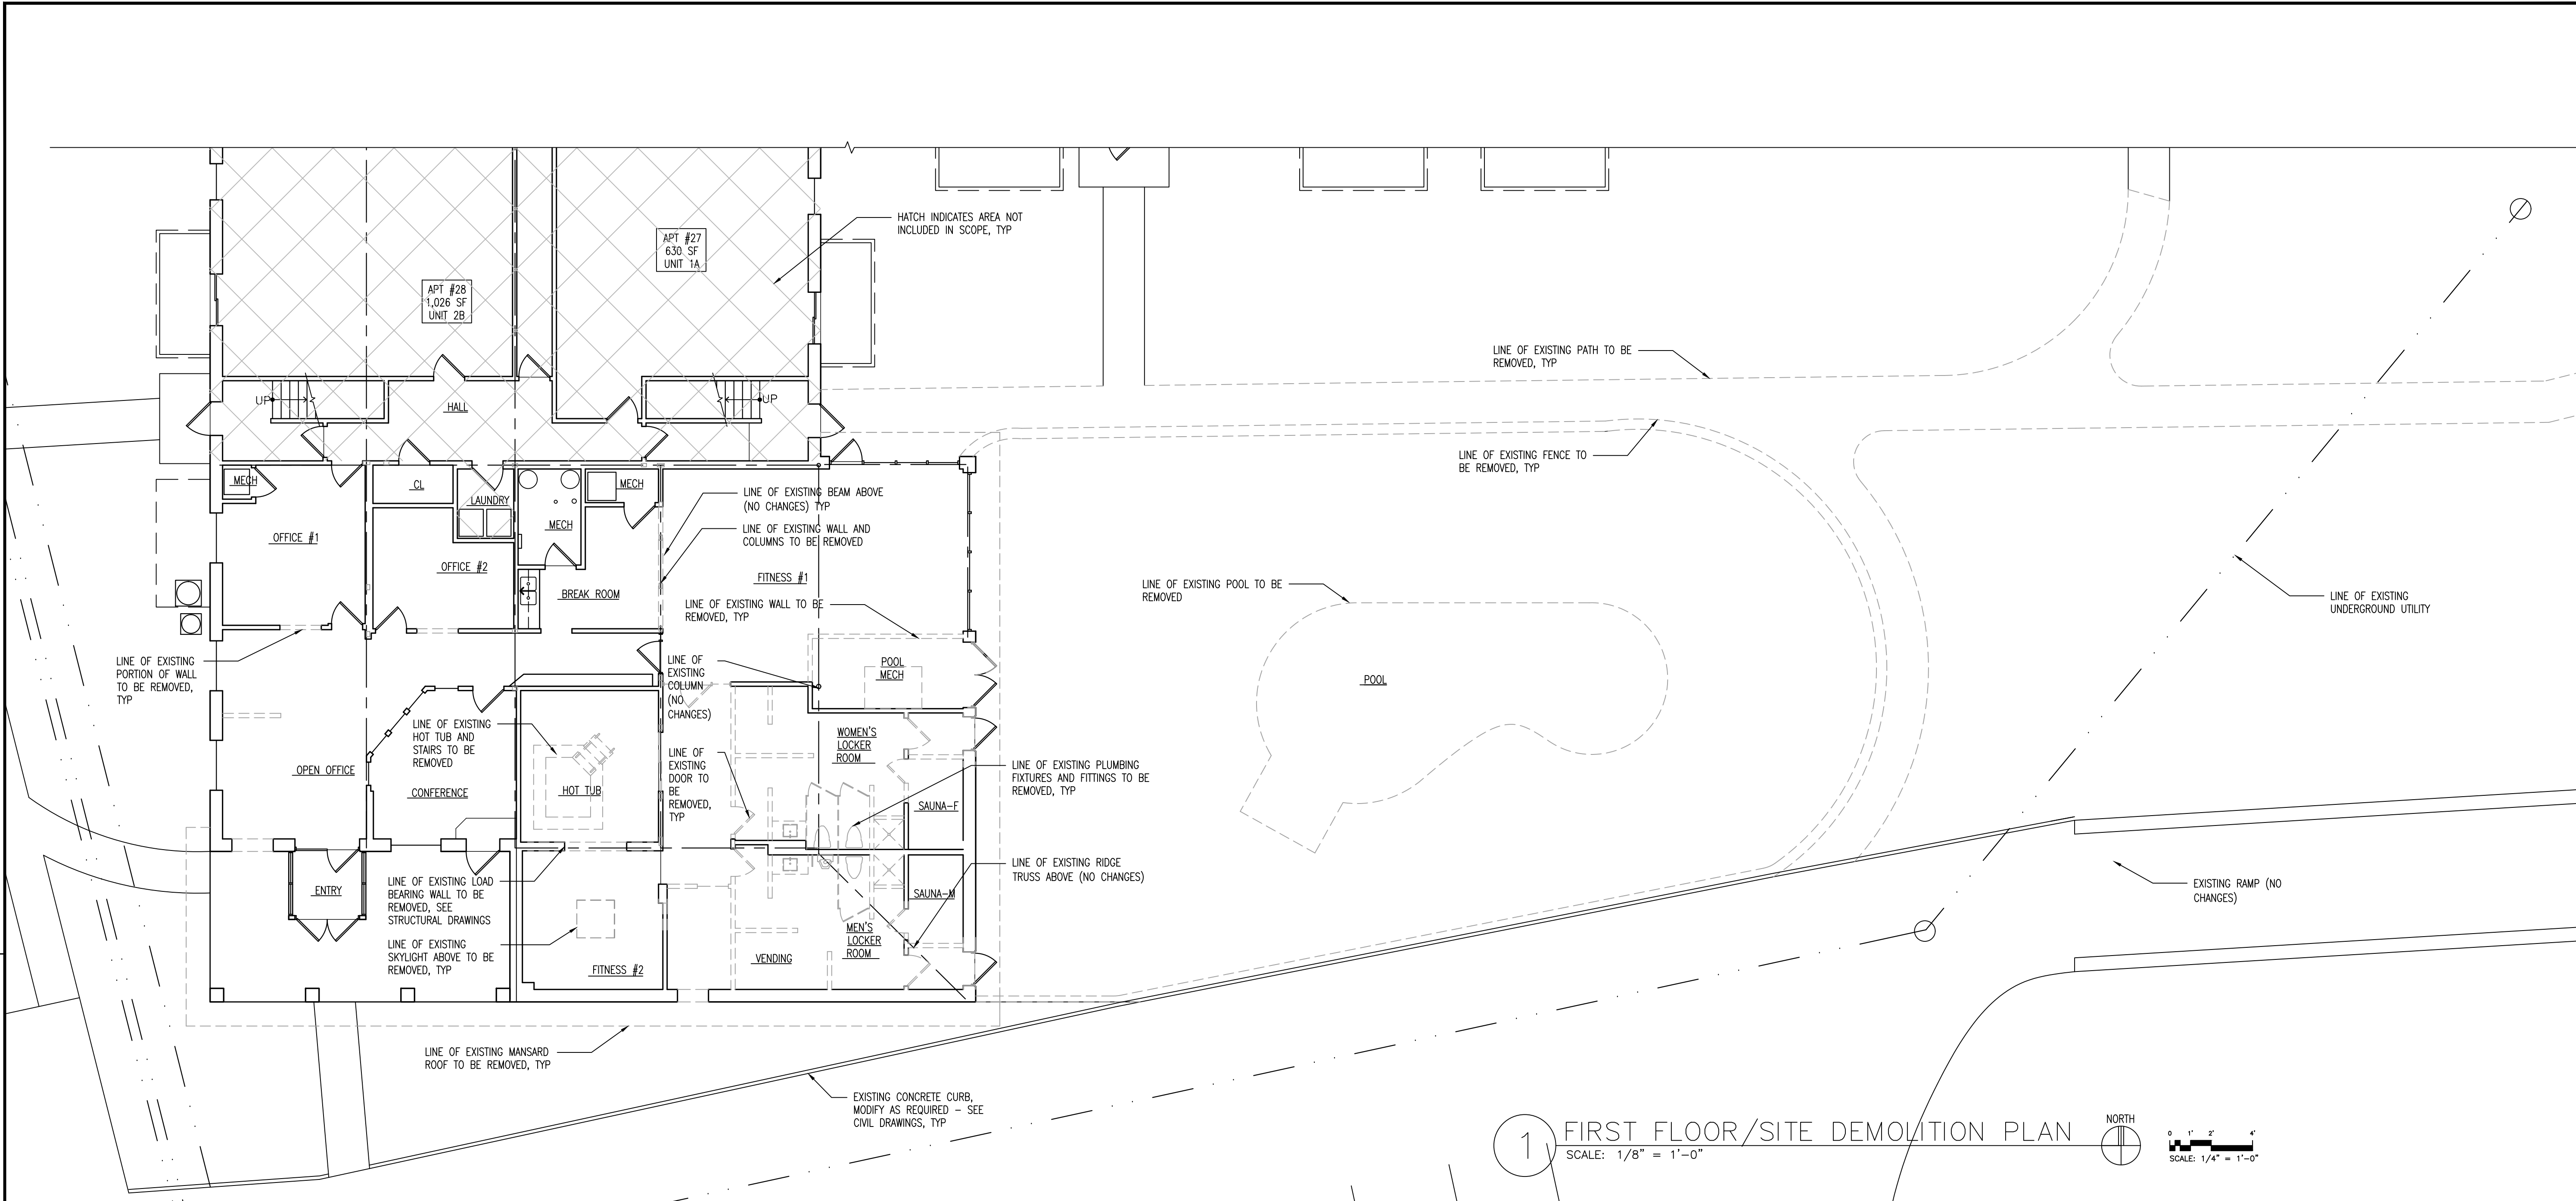 HATCH INDICATES AREA NOT
INCLUDED IN SCOPE, TYP
APT #27
630 SF
UNIT 1A
APT #28
1,026 SF
UNIT 2B
LINE OF EXISTING PATH TO BE
REMOVED, TYP
UP
HALL
UP
LINE OF EXISTING FENCE TO
BE REMOVED, TYP
MECH
CL
LAUNDRY
MECH
MECH
LINE OF EXISTING BEAM ABOVE
(NO CHANGES) TYP
LINE OF EXISTING WALL AND
COLUMNS TO BE REMOVED
OFFICE #1
OFFICE #2
BREAK ROOM
FITNESS #1
LINE OF EXISTING WALL TO BE
REMOVED, TYP
LINE OF EXISTING POOL TO BE
REMOVED
LINE OF EXISTING
UNDERGROUND UTILITY
LINE OF EXISTING
PORTION OF WALL
TO BE REMOVED,
TYP
LINE OF
EXISTING
COLUMN
(NO
CHANGES)
POOL
MECH
POOL
LINE OF EXISTING
HOT TUB AND
STAIRS TO BE
REMOVED
WOMEN'S
LOCKER
ROOM
LINE OF
EXISTING
DOOR TO
BE
REMOVED,
TYP
LINE OF EXISTING PLUMBING
FIXTURES AND FITTINGS TO BE
REMOVED, TYP
OPEN OFFICE
CONFERENCE
HOT TUB
SAUNA-F
ENTRY
LINE OF EXISTING LOAD
BEARING WALL TO BE
REMOVED, SEE
STRUCTURAL DRAWINGS
LINE OF EXISTING RIDGE
TRUSS ABOVE (NO CHANGES)
SAUNA-M
EXISTING RAMP (NO
CHANGES)
LINE OF EXISTING
SKYLIGHT ABOVE TO BE
REMOVED, TYP
MEN'S
LOCKER
ROOM
VENDING
FITNESS #2
LINE OF EXISTING MANSARD
ROOF TO BE REMOVED, TYP
EXISTING CONCRETE CURB,
MODIFY AS REQUIRED - SEE
CIVIL DRAWINGS, TYP
1
FIRST FLOOR/SITE DEMOLITION PLAN
SCALE: 1/8" = 1'-0"
NORTH
0 1' 2' 4'
SCALE: 1/4" = 1'-0"